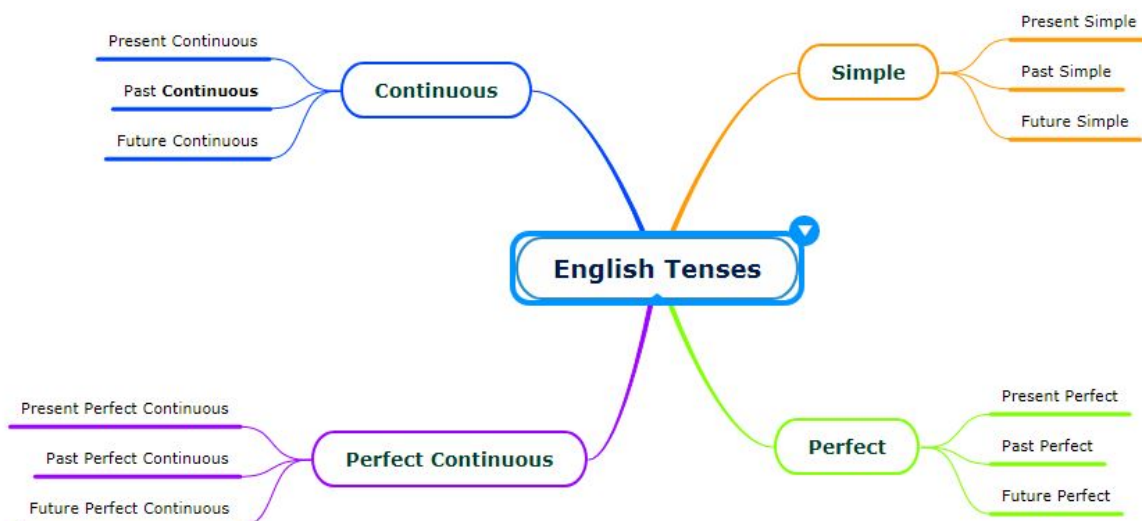 English Tenses
Simple
Present Simple
Past Simple
Future Simple
Perfect
Present Perfect
Past Perfect
Future Perfect
Continuous
Present Continuous
Past Continuous
Future Continuous
Perfect Continuous
Present Perfect Continuous
Past Perfect Continuous
Future Perfect Continuous